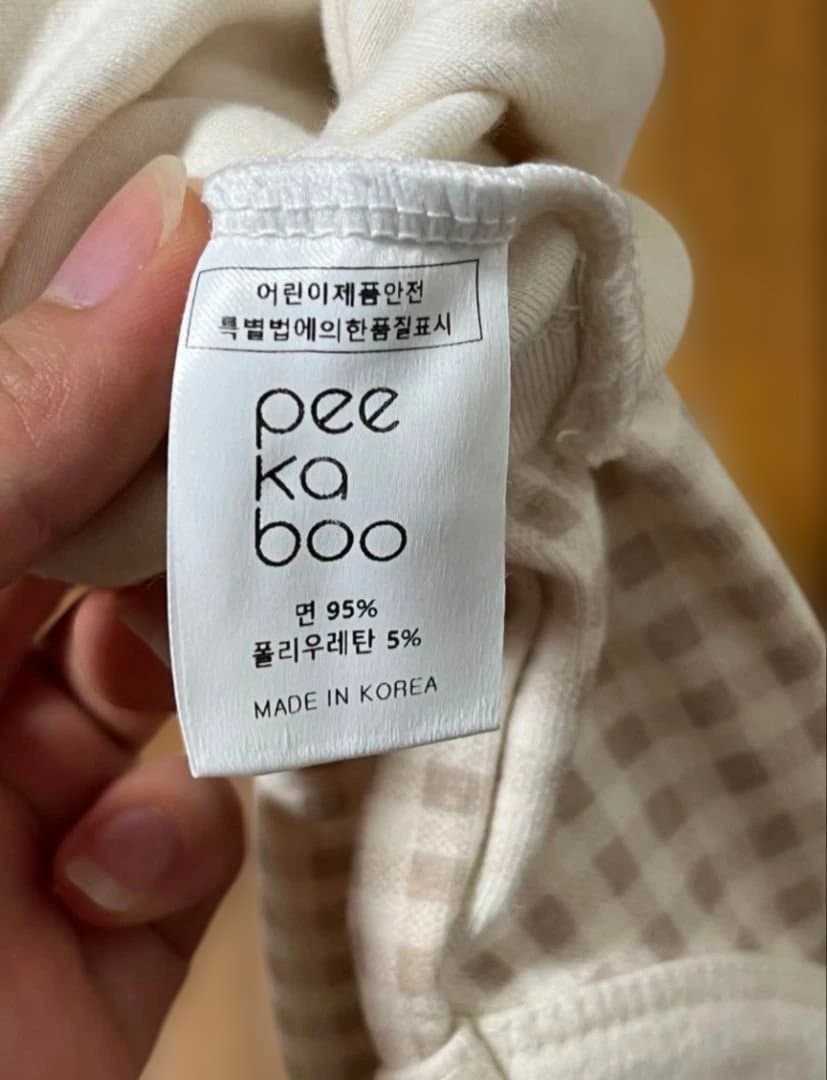 어린이제품안전
특별법에의한품질표시
pee
ka
boo
면 95%
폴리우레탄 5%
MADE IN KOREA